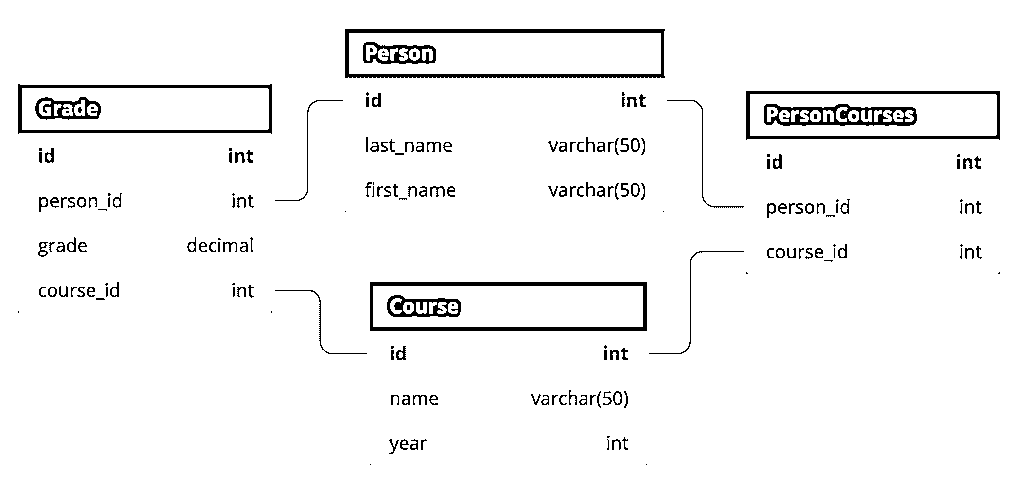 Person
id int
last_name varchar(50)
first_name varchar(50)
Grade
id int
person_id int
grade decimal
course_id int
PersonCourses
id int
person_id int
course_id int
Course
id int
name varchar(50)
year int